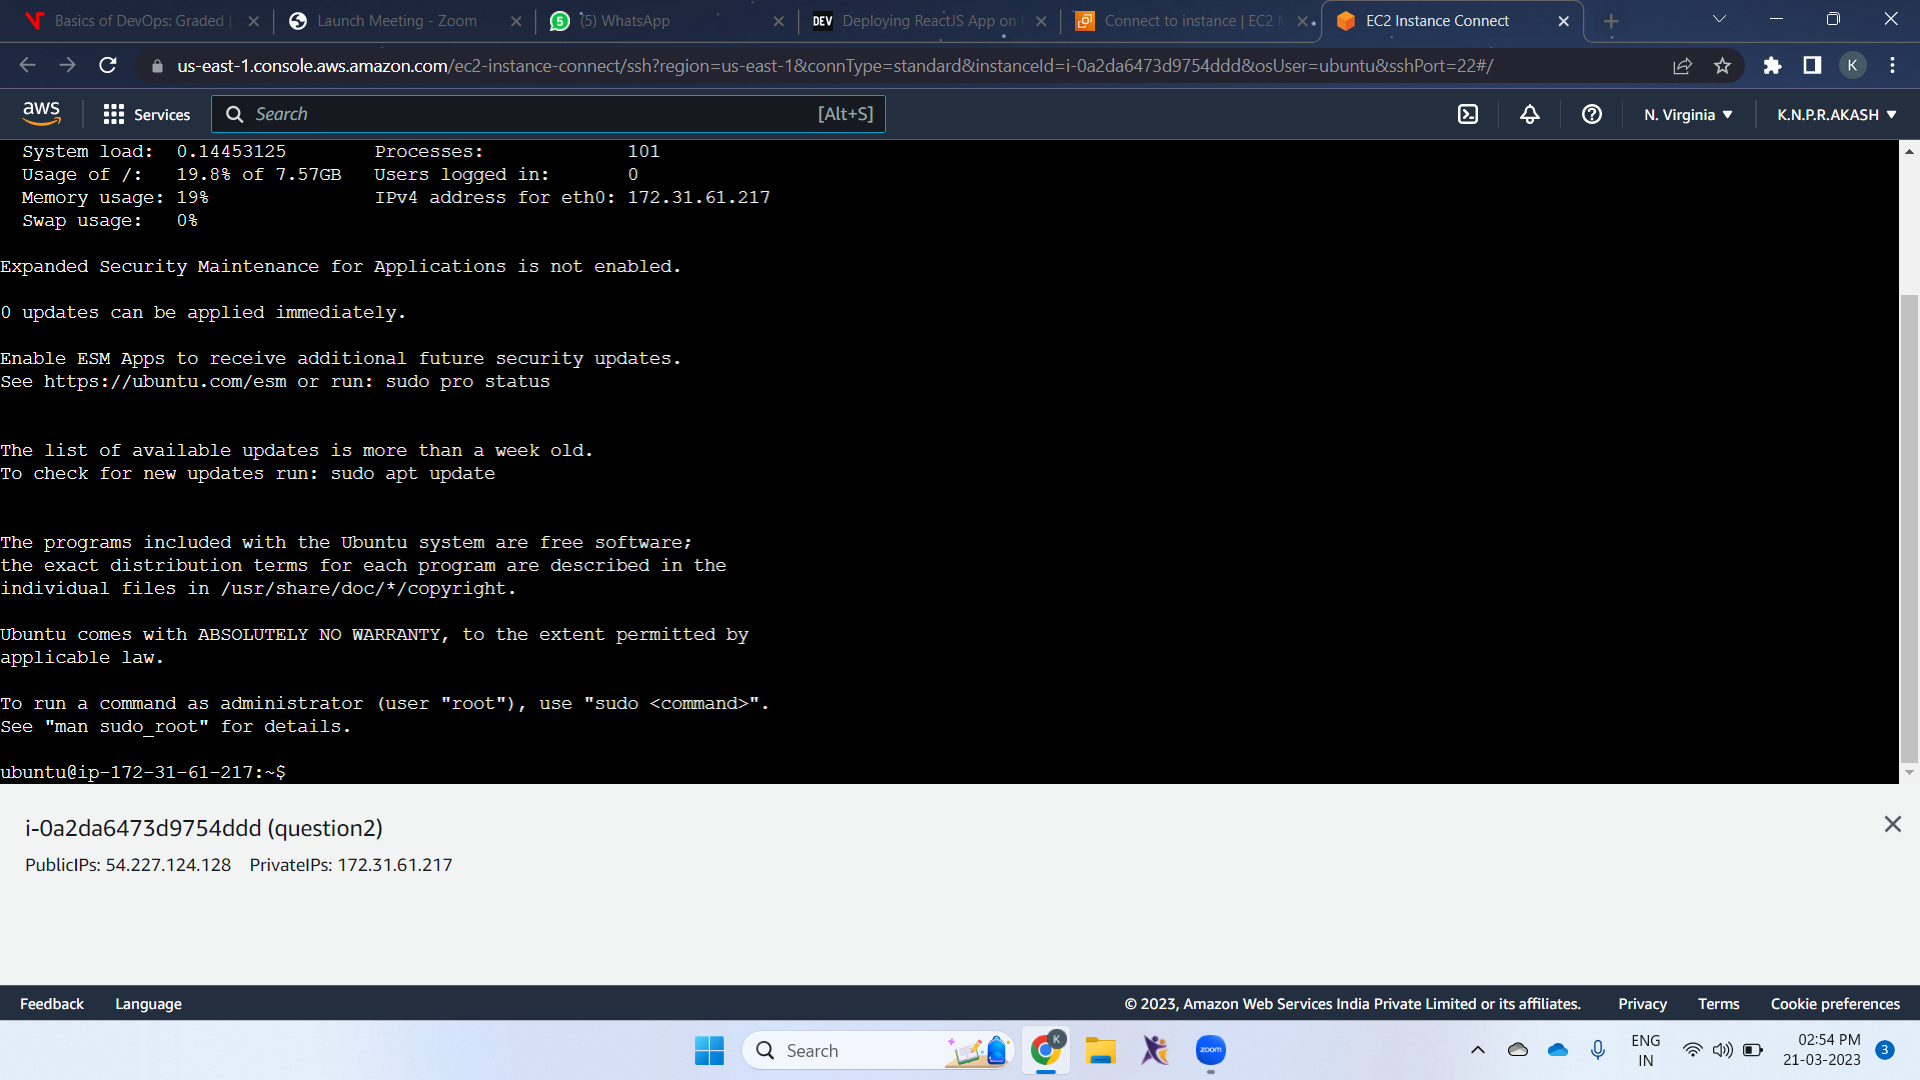 Basics of DevOps: Graded
Launch Meeting - Zoom
(5) WhatsApp
DEV Deploying ReactJS App on
Connect to instance | EC2 M
EC2 Instance Connect
us-east-1.console.aws.amazon.com/ec2-instance-connect/ssh?region=us-east-1&connType=standard&instanceId=i-0a2da6473d9754ddd&osUser=ubuntu&sshPort=22#/
K
aws
Services
Search
[Alt+S]
N. Virginia
K.N.P.R.AKASH
System load: 0.14453125 Processes: 101
Usage of /: 19.8% of 7.57GB Users logged in: 0
Memory usage: 19% IPv4 address for eth0: 172.31.61.217
Swap usage: 0%
Expanded Security Maintenance for Applications is not enabled.
0 updates can be applied immediately.
Enable ESM Apps to receive additional future security updates.
See https://ubuntu.com/esm or run: sudo pro status
The list of available updates is more than a week old.
To check for new updates run: sudo apt update
The programs included with the Ubuntu system are free software;
the exact distribution terms for each program are described in the
individual files in /usr/share/doc/*/copyright.
Ubuntu comes with ABSOLUTELY NO WARRANTY, to the extent permitted by
applicable law.
To run a command as administrator (user "root"), use "sudo <command>".
See "man sudo_root" for details.
ubuntu@ip-172-31-61-217:~$
i-0a2da6473d9754ddd (question2)
PublicIPs: 54.227.124.128 PrivateIPs: 172.31.61.217
Feedback
Language
© 2023, Amazon Web Services India Private Limited or its affiliates.
Privacy
Terms
Cookie preferences
Search
K
zoom
ENG
IN
02:54 PM
21-03-2023
3